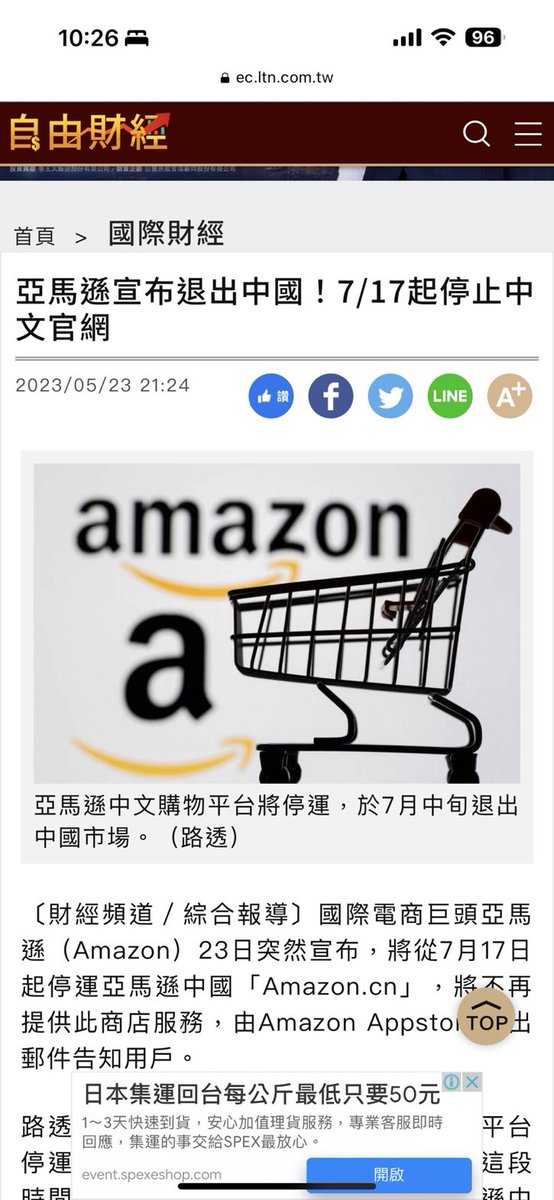 10:26
96
ec.ltn.com.tw
自由財經
首頁 > 國際財經
亞馬遜宣布退出中國！7/17起停止中
文官網
2023/05/23 21:24
讚
LINE
A+
amazon
a
亞馬遜中文購物平台將停運，於7月中旬退出
中國市場。（路透）
〔財經頻道／綜合報導〕國際電商巨頭亞馬
遜（Amazon）23日突然宣布，將從7月17日
起停運亞馬遜中國「Amazon.cn」，將不再
提供此商店服務，由Amazon Appsto 出
郵件告知用戶。
TOP
日本集運回台每公斤最低只要50元
1～3天快速到貨，安心加值理貨服務，專業客服即時
回應，集運的事交給SPEX最放心。
event.spexeshop.com
開啟
路透 平台
停運 這段
時間 遜中